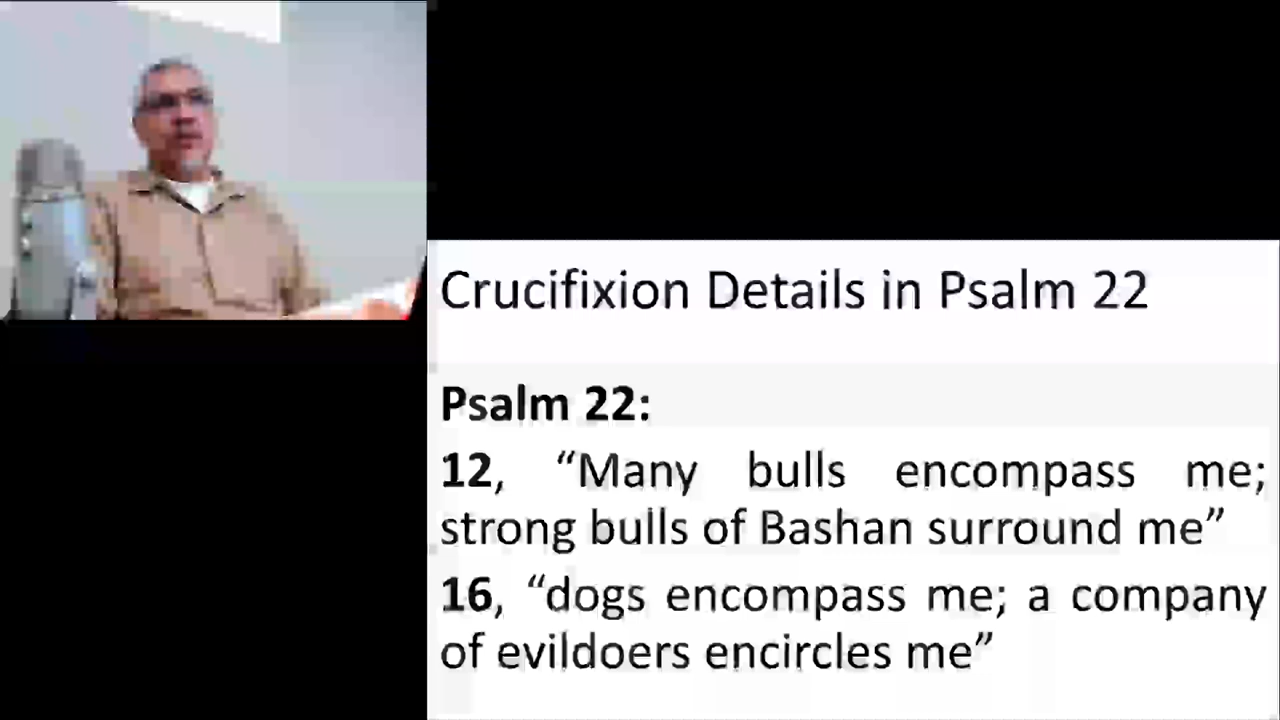 Crucifixion Details in Psalm 22
Psalm 22:
12, “Many bulls encompass me;
strong bulls of Bashan surround me”
16, “dogs encompass me; a company
of evildoers encircles me”